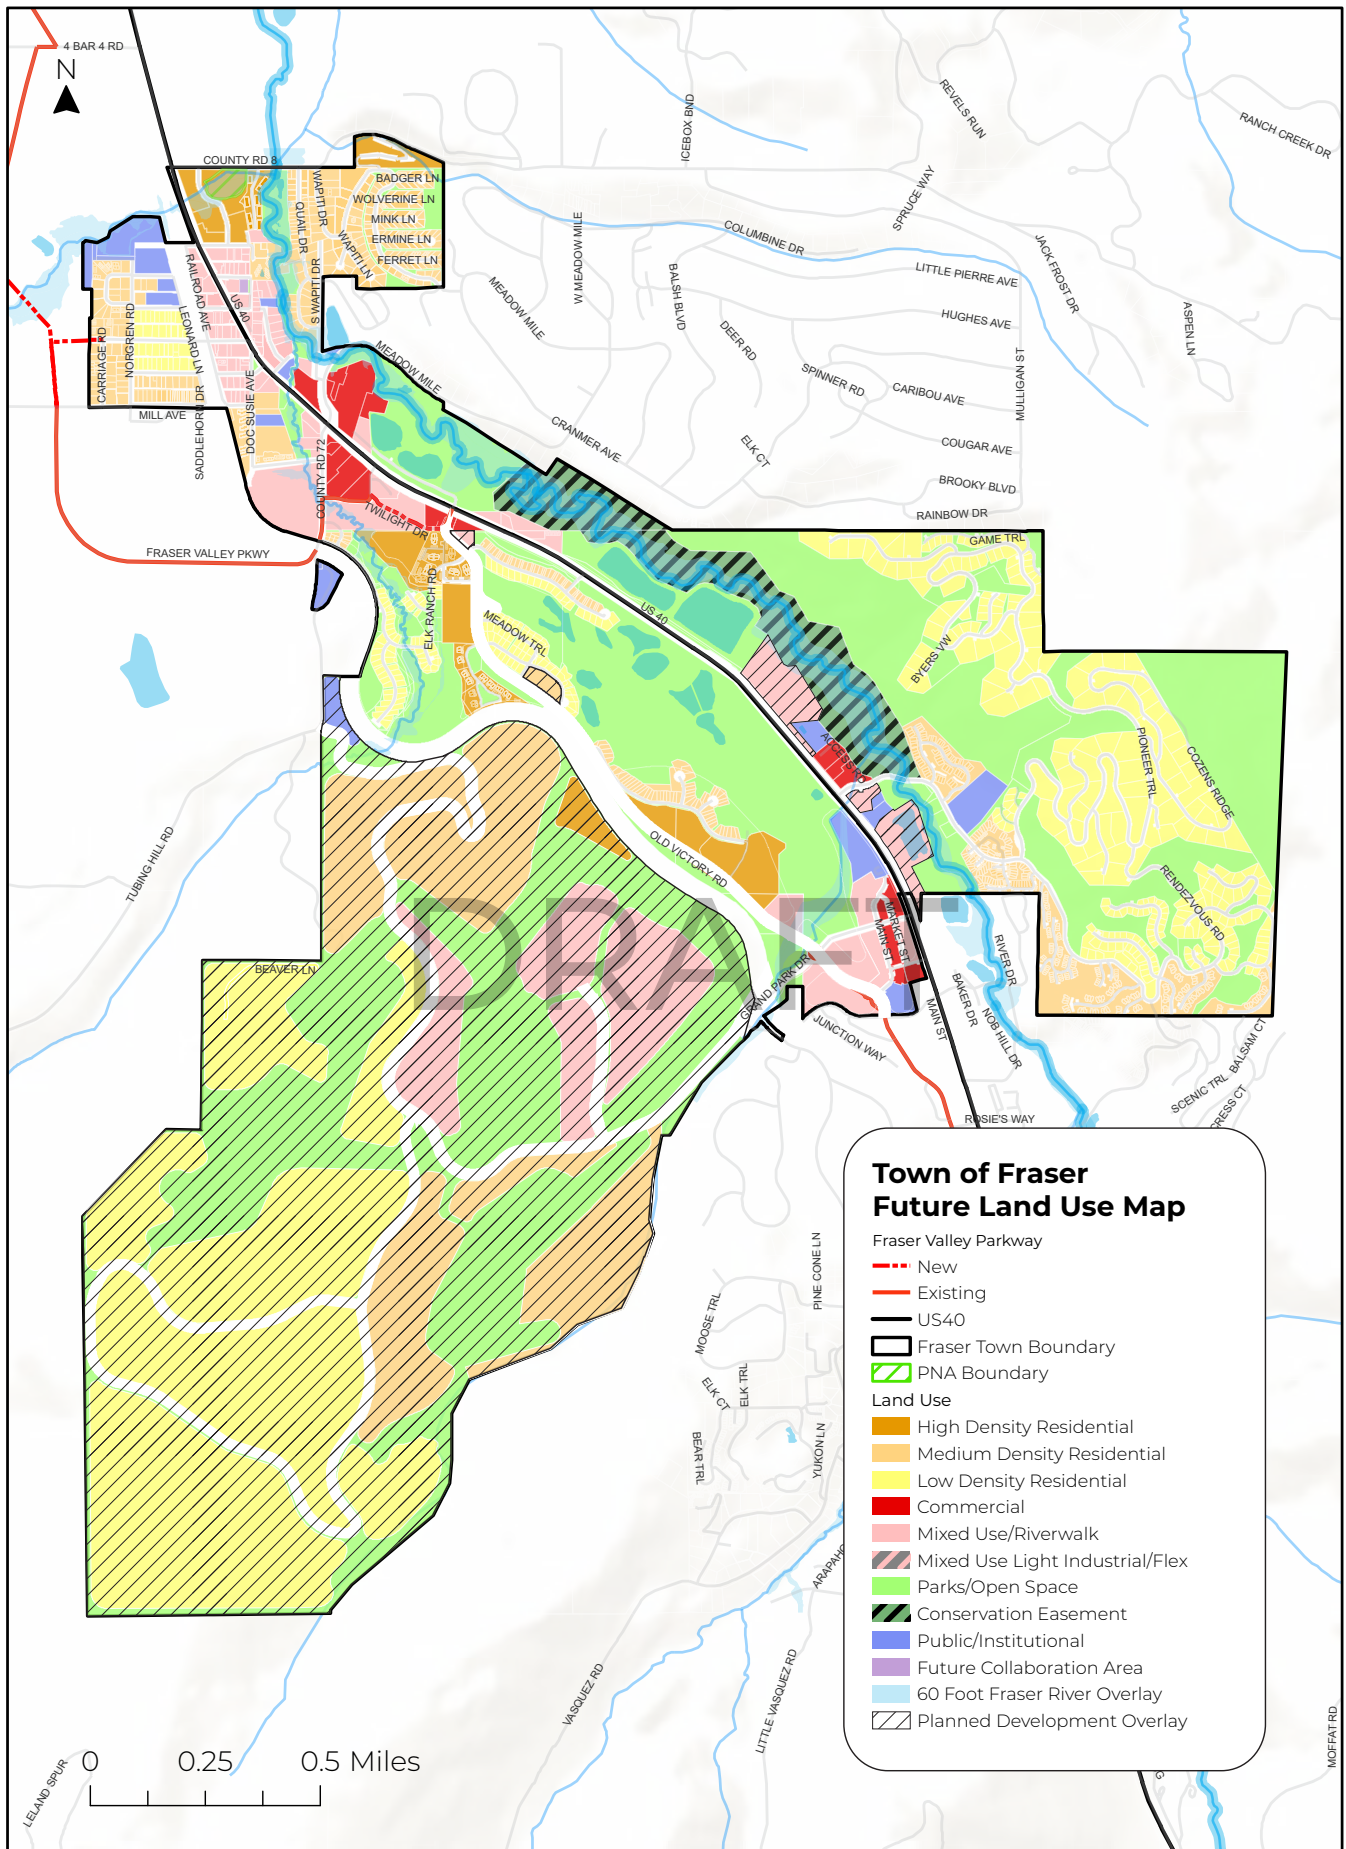 4 BAR 4 RD
N
ICEBOX BND
REVELS RUN
RANCH CREEK DR
COUNTY RD 8
WAPITI DR
BADGER LN
WOLVERINE LN
MINK LN
ERMINE LN
FERRET LN
QUAIL DR
WAPITI LN
S WAPITI DR
W MEADOW MILE
SPRUCE WAY
COLUMBINE DR
JACK FROST DR
LITTLE PIERRE AVE
RAILROAD AVE
US 40
LEONARD LN
NORGREN RD
CARRIAGE RD
MEADOW MILE
BALSH BLVD
DEER RD
HUGHES AVE
ASPEN LN
MEADOW MILE
SPINNER RD
CARIBOU AVE
MULLIGAN ST
MILL AVE
SADDLEHORN DR
DOC SUSIE AVE
CRANMER AVE
ELK CT
COUGAR AVE
COUNTY RD 72
BROOKY BLVD
RAINBOW DR
TWILIGHT DR
GAME TRL
FRASER VALLEY PKWY
ELK RANCH RD
MEADOW TRL
US 40
BYERS VW
PIONEER TRL
COZENS RIDGE
ACCESS RD
TUBING HILL RD
OLD VICTORY RD
RENDEZVOUS RD
MARKET ST
MAIN ST
DRAFT
BEAVER LN
GRAND PARK DR
RIVER DR
BAKER DR
MAIN ST
NOB HILL DR
JUNCTION WAY
BALSAM CT
SCENIC TRL
CRESS CT
ROSIE'S WAY
Town of Fraser
Future Land Use Map
Fraser Valley Parkway
New
Existing
US40
Fraser Town Boundary
PNA Boundary
Land Use
High Density Residential
Medium Density Residential
Low Density Residential
Commercial
Mixed Use/Riverwalk
Mixed Use Light Industrial/Flex
Parks/Open Space
Conservation Easement
Public/Institutional
Future Collaboration Area
60 Foot Fraser River Overlay
Planned Development Overlay
PINE CONE LN
MOOSE TRL
ELK TRL
ELK CT
BEAR TRL
YUKON LN
ARAPAHO
VASQUEZ RD
LITTLE VASQUEZ RD
MOFFAT RD
LELAND SPUR
0 0.25 0.5 Miles
G